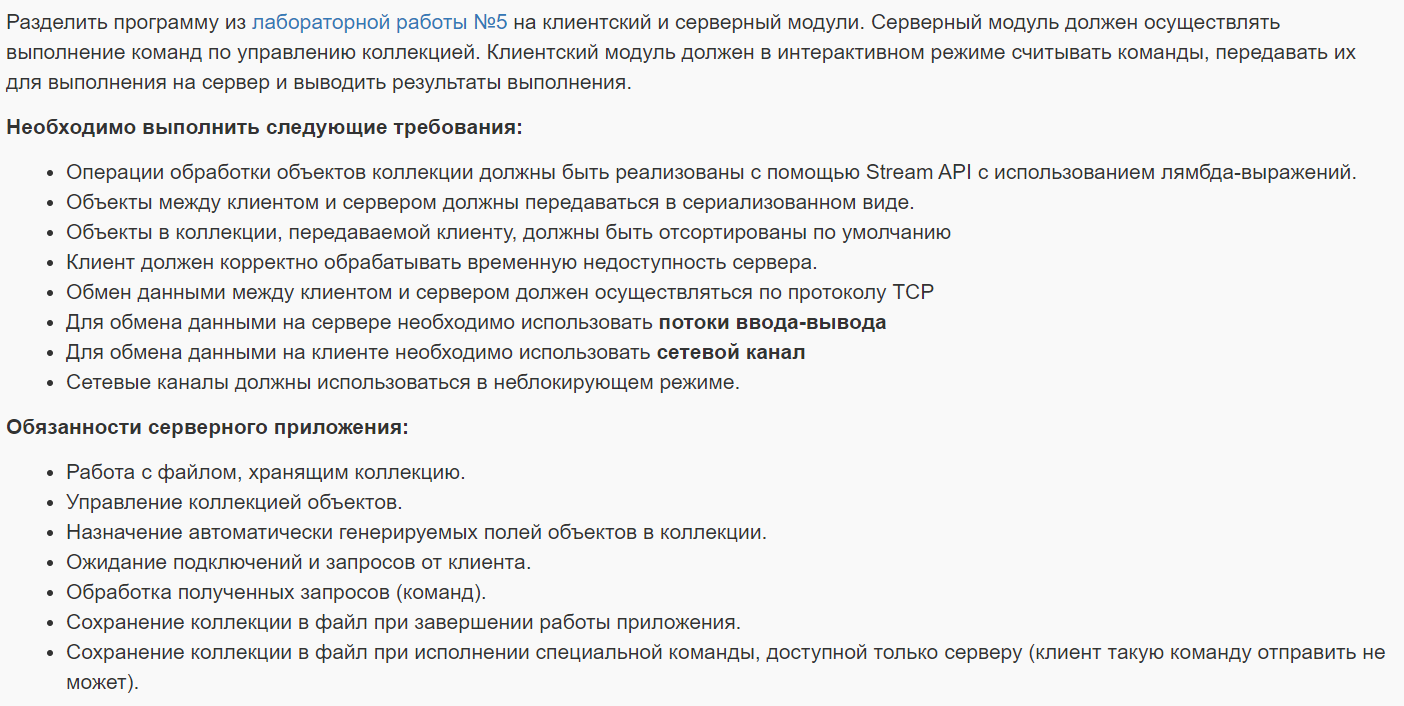 Разделить программу из лабораторной работы №5 на клиентский и серверный модули. Серверный модуль должен осуществлять
выполнение команд по управлению коллекцией. Клиентский модуль должен в интерактивном режиме считывать команды, передавать их
для выполнения на сервер и выводить результаты выполнения.
Необходимо выполнить следующие требования:
• Операции обработки объектов коллекции должны быть реализованы с помощью Stream API с использованием лямбда-выражений.
• Объекты между клиентом и сервером должны передаваться в сериализованном виде.
• Объекты в коллекции, передаваемой клиенту, должны быть отсортированы по умолчанию
• Клиент должен корректно обрабатывать временную недоступность сервера.
• Обмен данными между клиентом и сервером должен осуществляться по протоколу TCP
• Для обмена данными на сервере необходимо использовать потоки ввода-вывода
• Для обмена данными на клиенте необходимо использовать сетевой канал
• Сетевые каналы должны использоваться в неблокирующем режиме.
Обязанности серверного приложения:
• Работа с файлом, хранящим коллекцию.
• Управление коллекцией объектов.
• Назначение автоматически генерируемых полей объектов в коллекции.
• Ожидание подключений и запросов от клиента.
• Обработка полученных запросов (команд).
• Сохранение коллекции в файл при завершении работы приложения.
• Сохранение коллекции в файл при исполнении специальной команды, доступной только серверу (клиент такую команду отправить не
может).